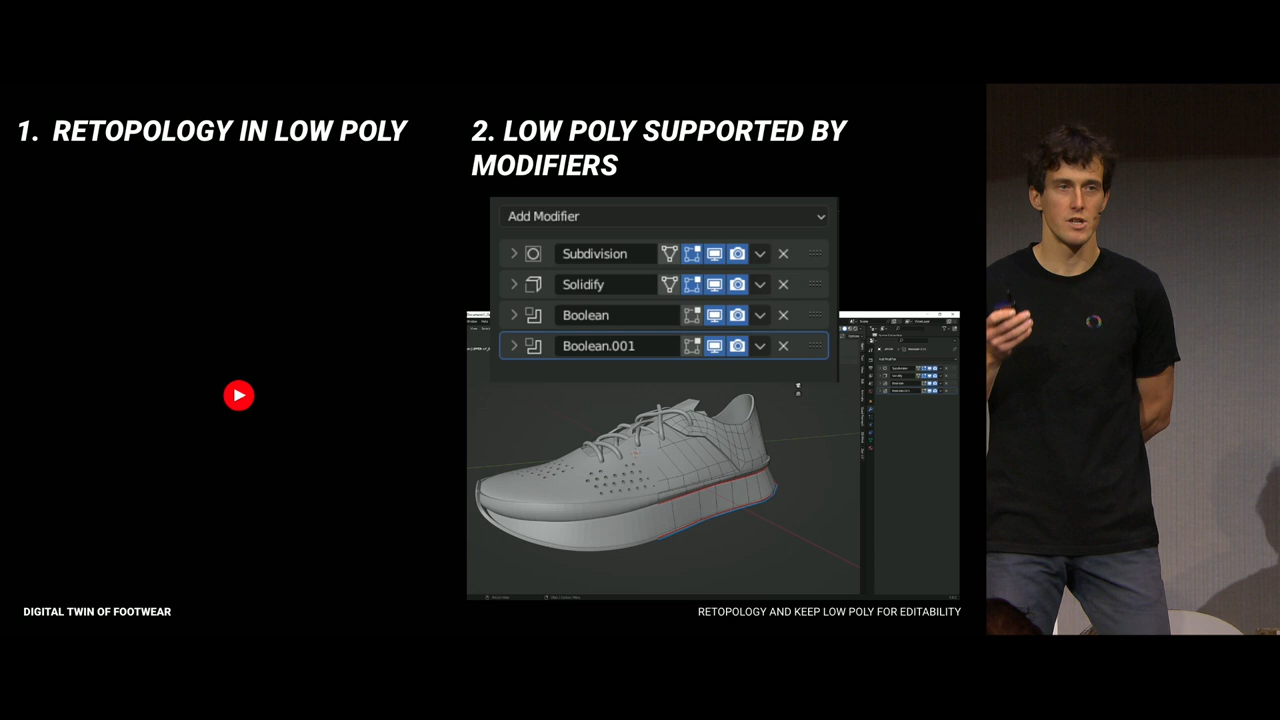 1. RETOPOLOGY IN LOW POLY
2. LOW POLY SUPPORTED BY
MODIFIERS
Add Modifier
Subdivision
Solidify
Boolean
Boolean.001
DIGITAL TWIN OF FOOTWEAR
RETOPOLOGY AND KEEP LOW POLY FOR EDITABILITY